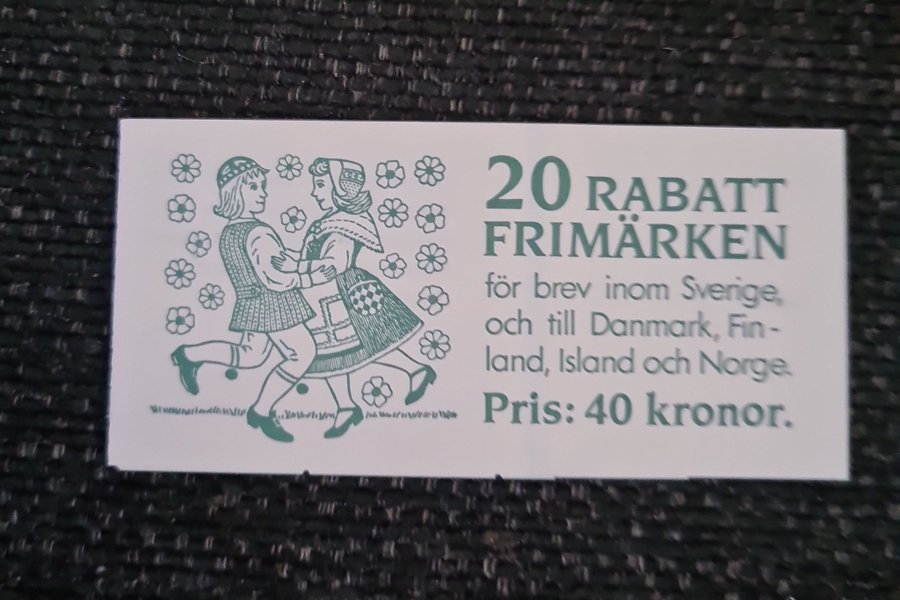 20 RABATT
FRIMÄRKEN
för brev inom Sverige,
och till Danmark, Fin-
land, Island och Norge.
Pris: 40 kronor.